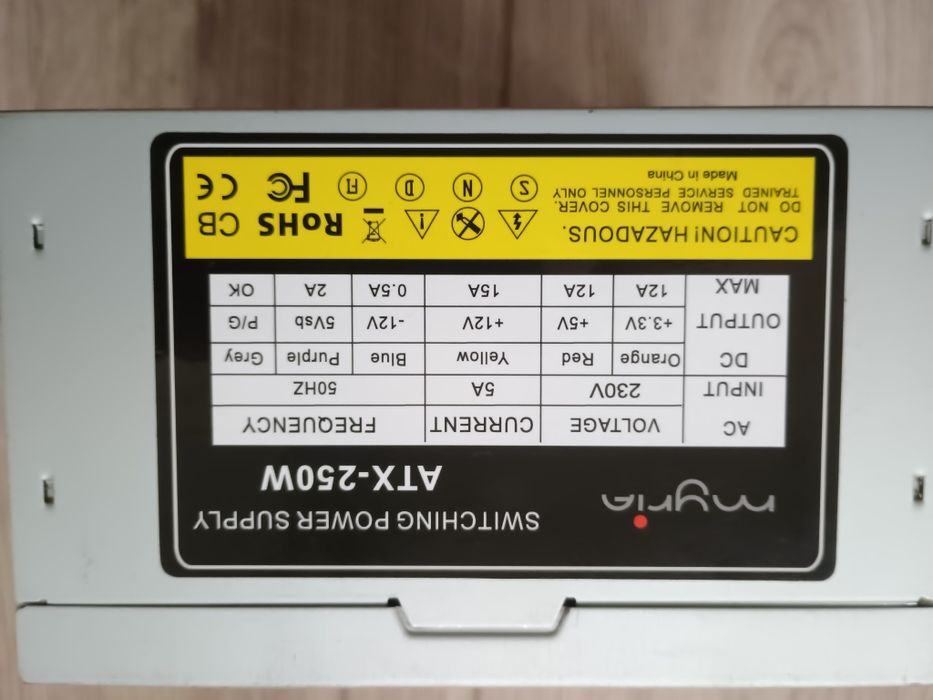 myria
SWITCHING POWER SUPPLY
ATX-250W
AC VOLTAGE CURRENT FREQUENCY
INPUT 230V 5A 50HZ
DC Orange Red Yellow Blue Purple Grey
OUTPUT +3.3V +5V +12V -12V 5Vsb P/G
MAX 12A 12A 15A 0.5A 2A OK
CAUTION! HAZADOUS.
DO NOT REMOVE THIS COVER.
TRAINED SERVICE PERSONNEL ONLY
Made in China
RoHS CB
S N D FI FC CE